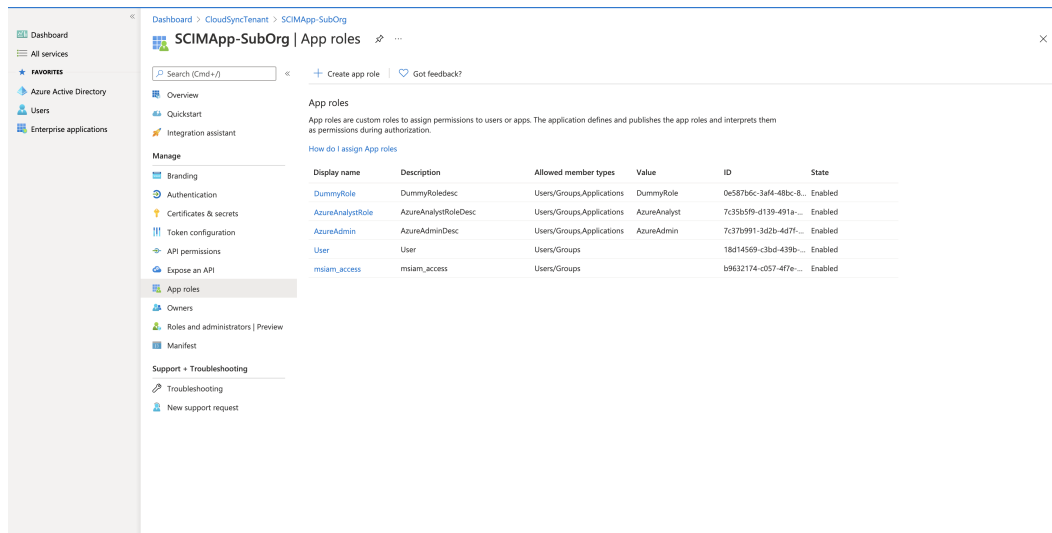 Dashboard > CloudSyncTenant > SCIMApp-SubOrg
SCIMApp-SubOrg | App roles
Dashboard
All services
FAVORITES
Azure Active Directory
Users
Enterprise applications
Search (Cmd+/)
Overview
Quickstart
Integration assistant
Manage
Branding
Authentication
Certificates & secrets
Token configuration
API permissions
Expose an API
App roles
Owners
Roles and administrators | Preview
Manifest
Support + Troubleshooting
Troubleshooting
New support request
Create app role Got feedback?
App roles
App roles are custom roles to assign permissions to users or apps. The application defines and publishes the app roles and interprets them
as permissions during authorization.
How do I assign App roles
Display name Description Allowed member types Value ID State
DummyRole DummyRoledesc Users/Groups,Applications DummyRole 0e587b6c-3af4-48bc-8... Enabled
AzureAnalystRole AzureAnalystRoleDesc Users/Groups,Applications AzureAnalyst 7c35b5f9-d139-491a-... Enabled
AzureAdmin AzureAdminDesc Users/Groups,Applications AzureAdmin 7c37b991-3d2b-4d7f-... Enabled
User User Users/Groups 18d14569-c3bd-439b-... Enabled
msiam_access msiam_access Users/Groups b9632174-c057-4f7e-... Enabled